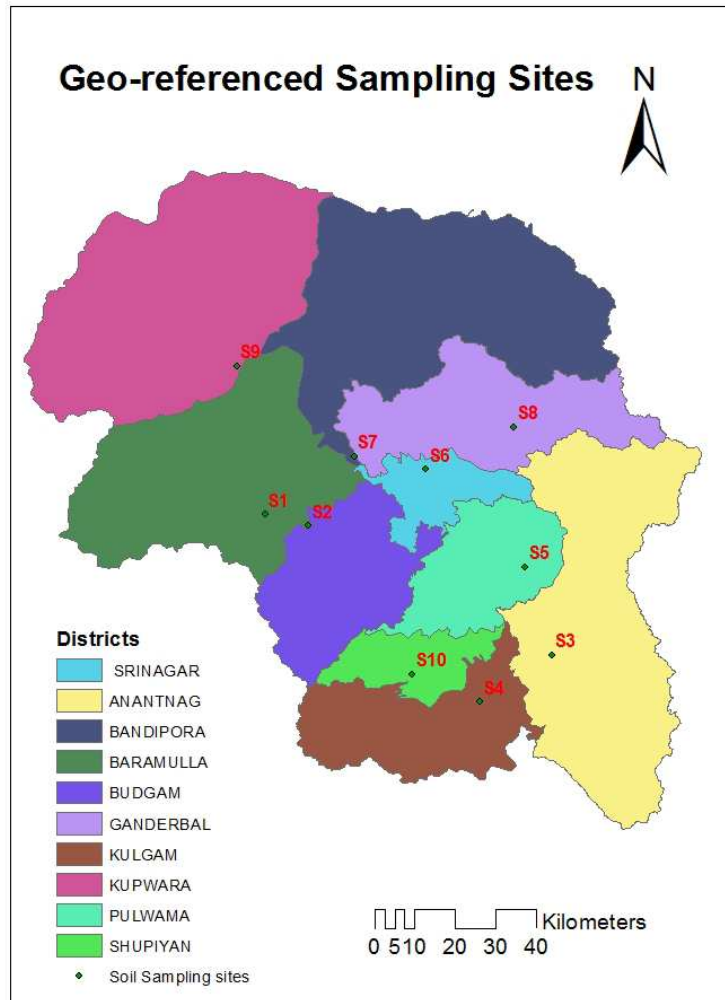 Geo-referenced Sampling Sites
N
S9
S8
S7
S6
S1
S2
S5
S3
S10
S4
Districts
SRINAGAR
ANANTNAG
BANDIPORA
BARAMULLA
BUDGAM
GANDERBAL
KULGAM
KUPWARA
PULWAMA
SHUPIYAN
Soil Sampling sites
Kilometers
0 5 10 20 30 40